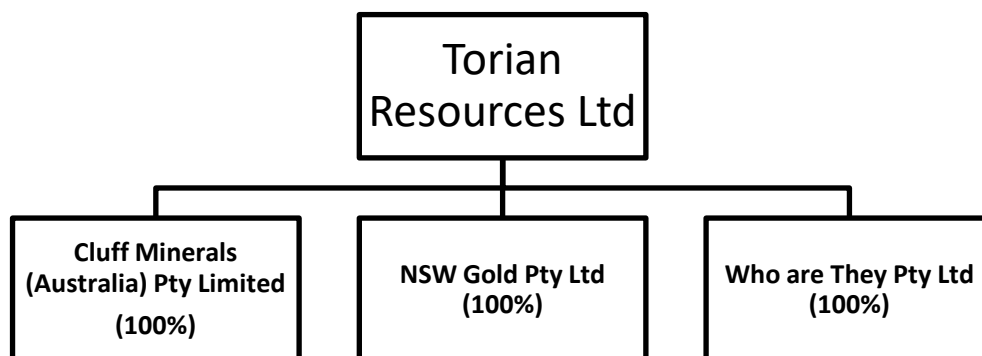 Torian
Resources Ltd
Cluff Minerals
(Australia) Pty Limited
(100%)
NSW Gold Pty Ltd
(100%)
Who are They Pty Ltd
(100%)